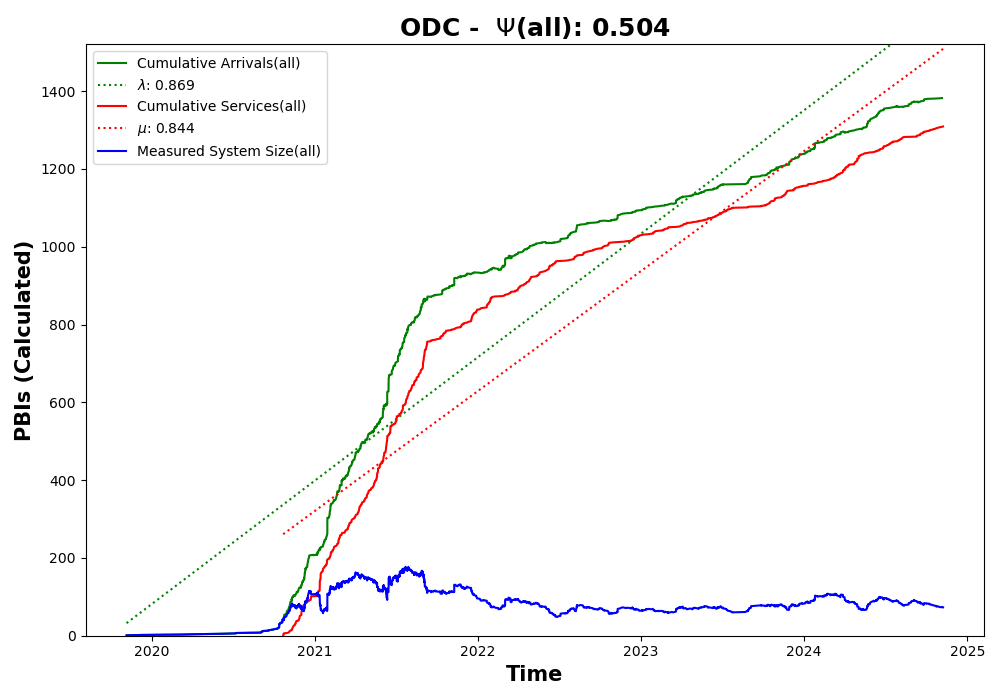 ODC -  Ψ(all): 0.504
Cumulative Arrivals(all)
λ: 0.869
Cumulative Services(all)
μ: 0.844
Measured System Size(all)
PBIs (Calculated)
1400
1200
1000
800
600
400
200
0
2020 2021 2022 2023 2024 2025
Time